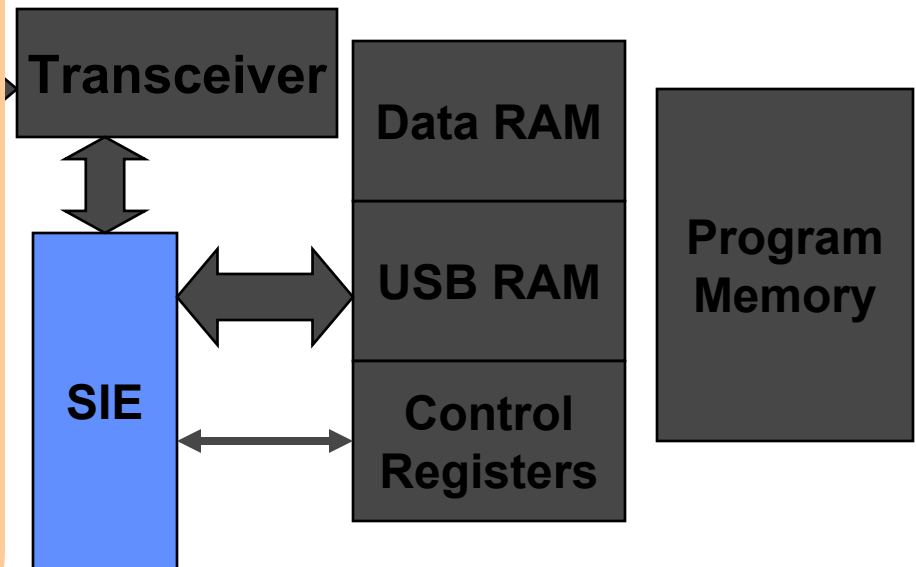 Transceiver
Data RAM
USB RAM
Program
Memory
SIE
Control
Registers